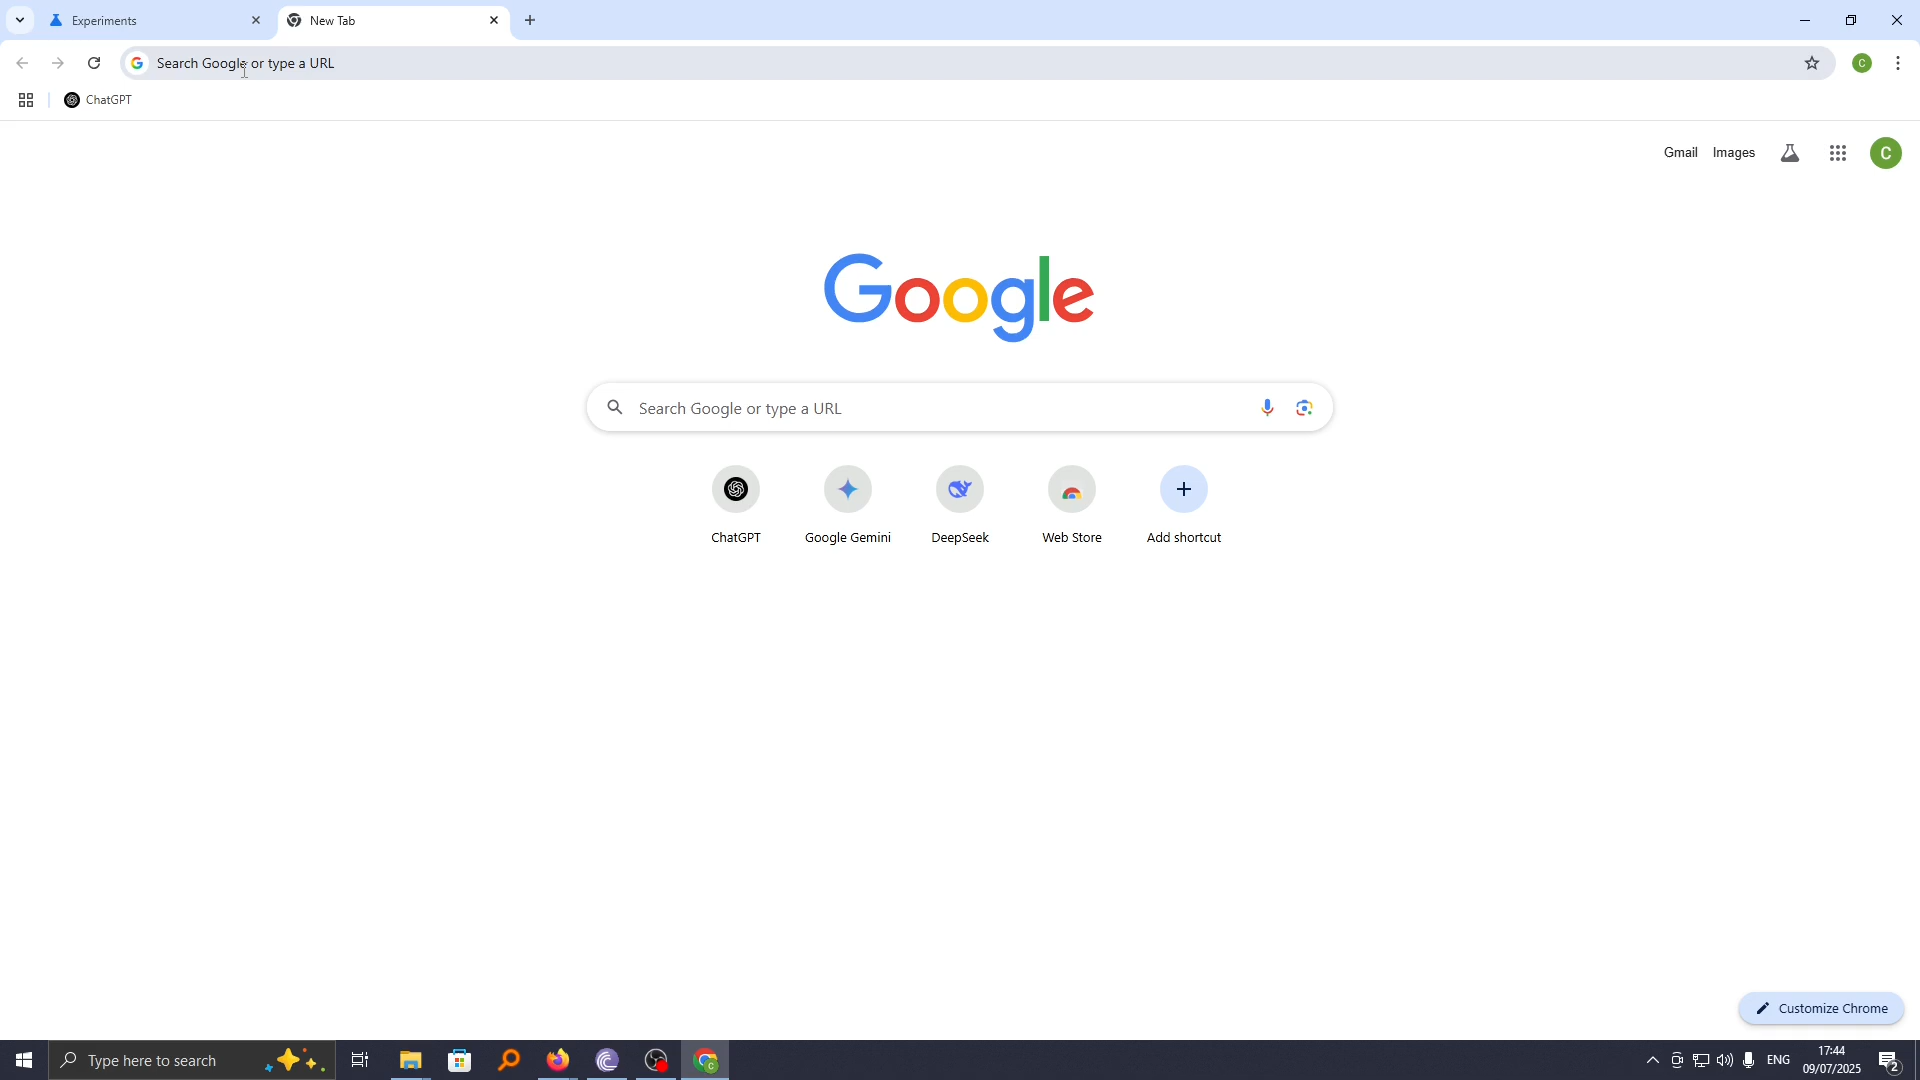 Experiments
New Tab
Search Google or type a URL
ChatGPT
Gmail Images
C
C
Google
Search Google or type a URL
ChatGPT Google Gemini DeepSeek Web Store Add shortcut
Customize Chrome
Type here to search
ENG
17:44
09/07/2025
2